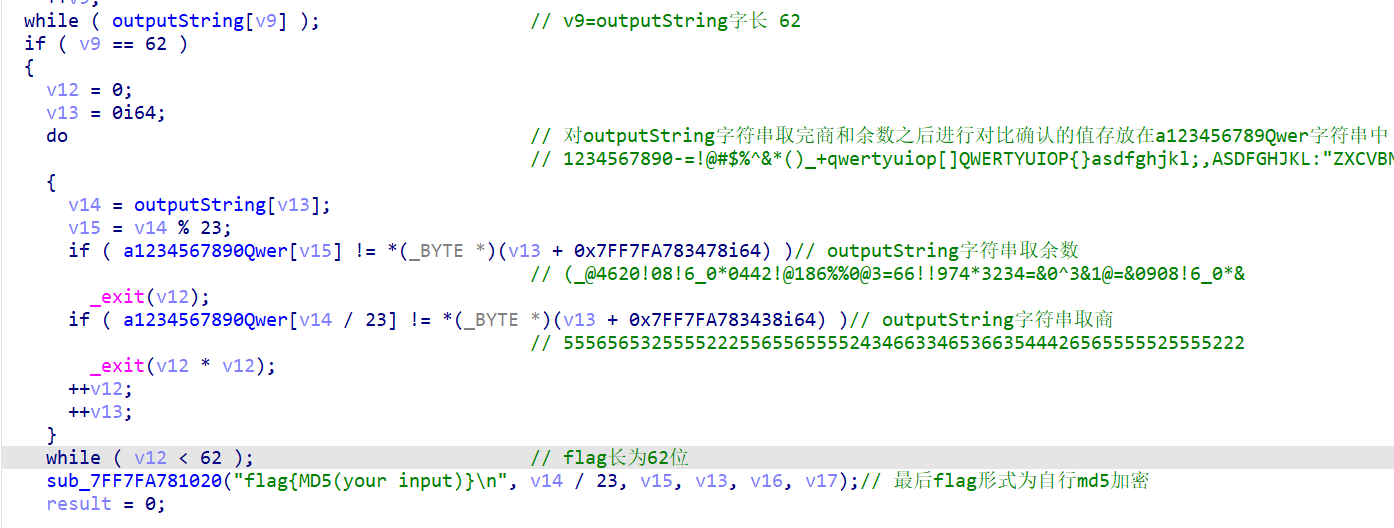 while ( outputString[v9] ); // v9=outputString字长 62
if ( v9 == 62 )
{
v12 = 0;
v13 = 0i64;
do // 对outputString字符串取完商和余数之后进行对比确认的值存放在a123456789Qwer字符串中
// 1234567890-=!@#$%^&*()_+qwertyuiop[]QWERTYUIOP{}asdfghjkl;,ASDFGHJKL:"ZXCVBN
{
v14 = outputString[v13];
v15 = v14 % 23;
if ( a1234567890Qwer[v15] != *(_BYTE *)(v13 + 0x7FF7FA783478i64) )// outputString字符串取余数
// (_@4620!08!6_0*0442!@186%%0@3=66!!974*3234=&0^3&1@=&0908!6_0*&
_exit(v12);
if ( a1234567890Qwer[v14 / 23] != *(_BYTE *)(v13 + 0x7FF7FA783438i64) )// outputString字符串取商
// 55565653255552225565565555243466334653663544426565555525555222
_exit(v12 * v12);
++v12;
++v13;
}
while ( v12 < 62 ); // flag长为62位
sub_7FF7FA781020("flag{MD5(your input)}\n", v14 / 23, v15, v13, v16, v17);// 最后flag形式为自行md5加密
result = 0;